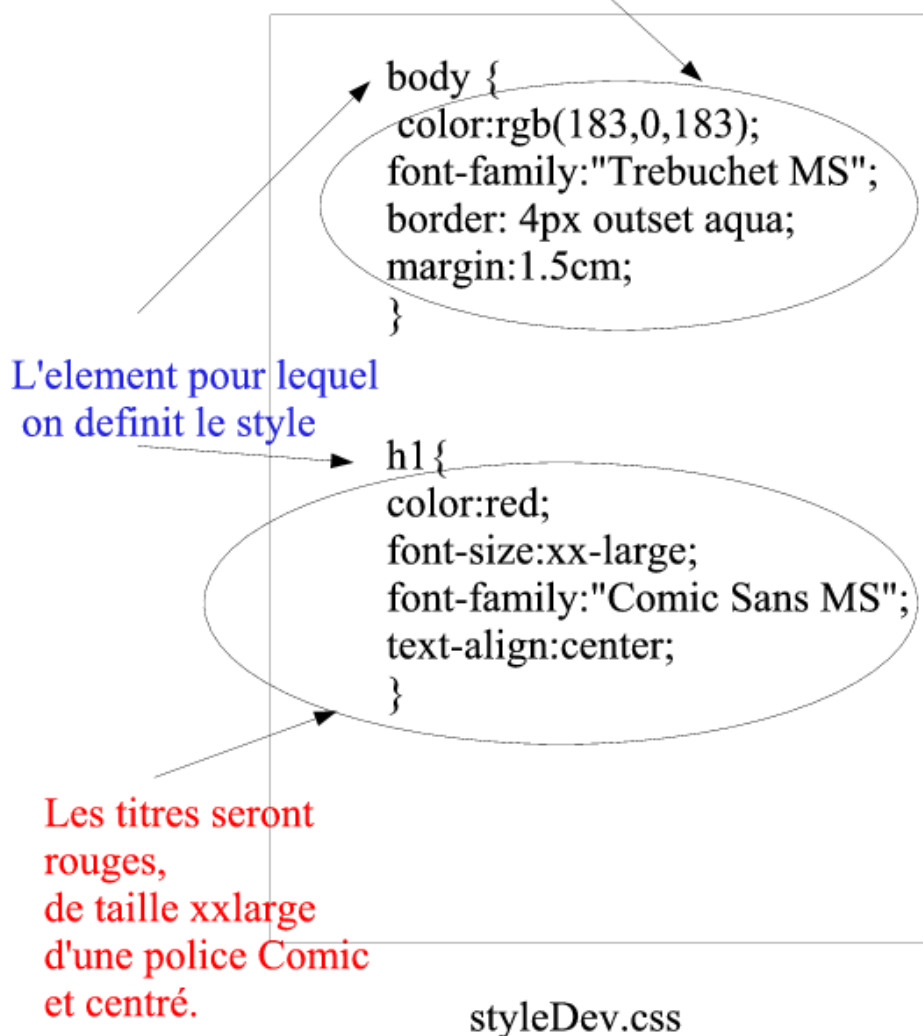 body {
color:rgb(183,0,183);
font-family:"Trebuchet MS";
border: 4px outset aqua;
margin:1.5cm;
}
L'element pour lequel
on definit le style
h1{
color:red;
font-size:xx-large;
font-family:"Comic Sans MS";
text-align:center;
}
Les titres seront
rouges,
de taille xxlarge
d'une police Comic
et centré.
styleDev.css